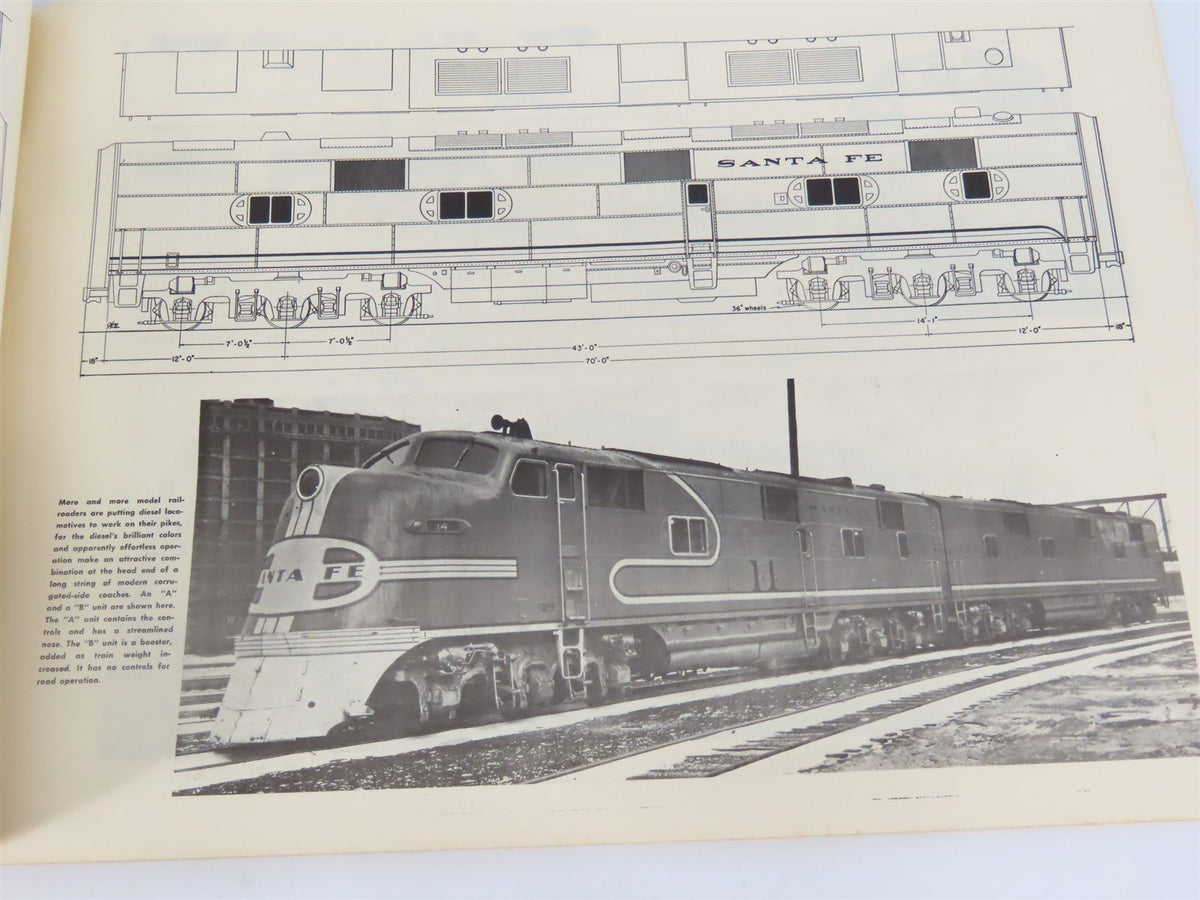 SANTA FE
36" wheels
14'-1"
7'-0½"
7'-0½"
43'-0"
12'-0"
18"
18"
12'-0"
70'-0"
More and more model rail-
roaders are putting diesel loco-
motives to work on their pikes,
for the diesel's brilliant colors
and apparently effortless oper-
ation make an attractive com-
bination at the head end of a
long string of modern corru-
gated-side coaches. An "A"
and a "B" unit are shown here.
The "A" unit contains the con-
trols and has a streamlined
nose. The "B" unit is a booster,
added as train weight in-
creased. It has no controls for
road operation.
14
SANTA FE
SANTA
14